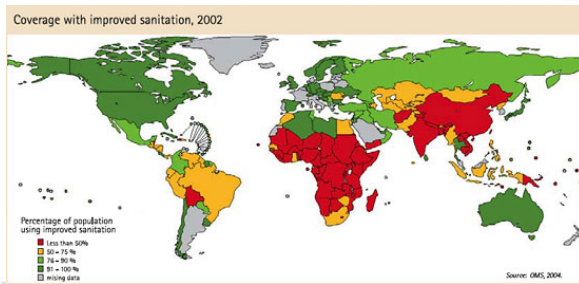 Coverage with improved sanitation, 2002
Percentage of population
using improved sanitation
Less than 50%
50 - 75 %
76 - 90 %
91 - 100 %
mising data
Source: OMS, 2004.